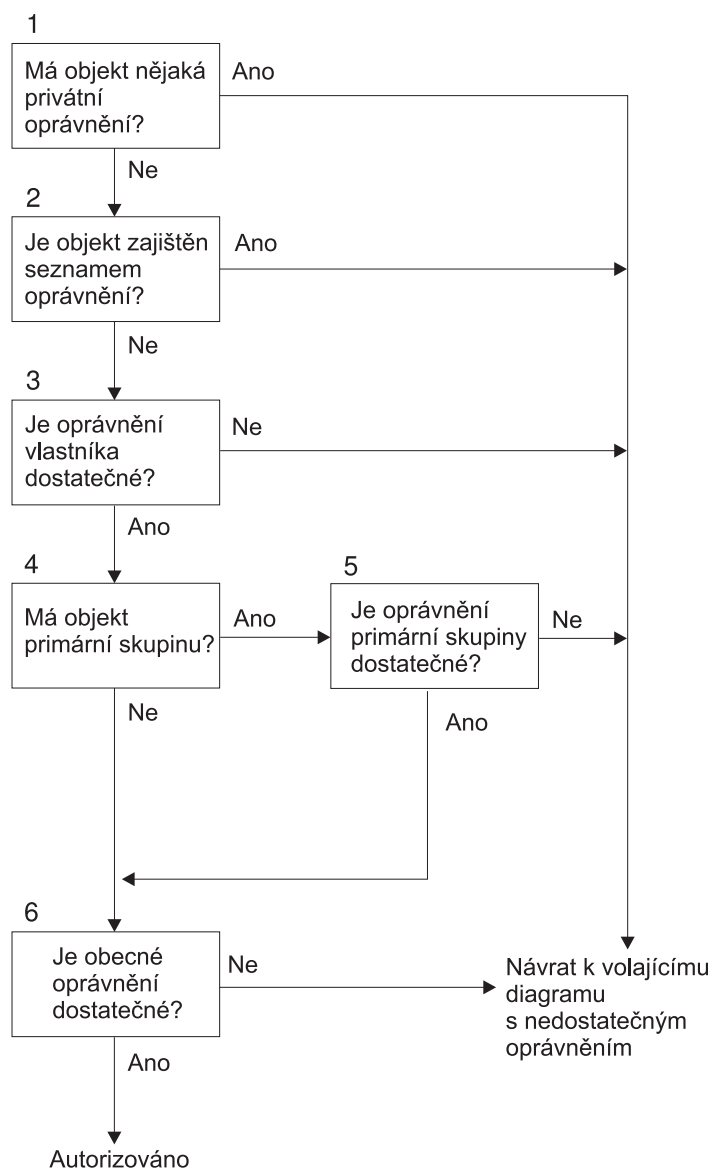 1
Má objekt nějaká
privátní
oprávnění?
Ano
Ne
2
Je objekt zajištěn
seznamem
oprávnění?
Ano
Ne
3
Je oprávnění
vlastníka
dostatečné?
Ne
Ano
4
Má objekt
primární skupinu?
Ano
Ne
5
Je oprávnění
primární skupiny
dostatečné?
Ne
Ano
6
Je obecné
oprávnění
dostatečné?
Ne
Ano
Návrat k volajícímu
diagramu
s nedostatečným
oprávněním
Autorizováno